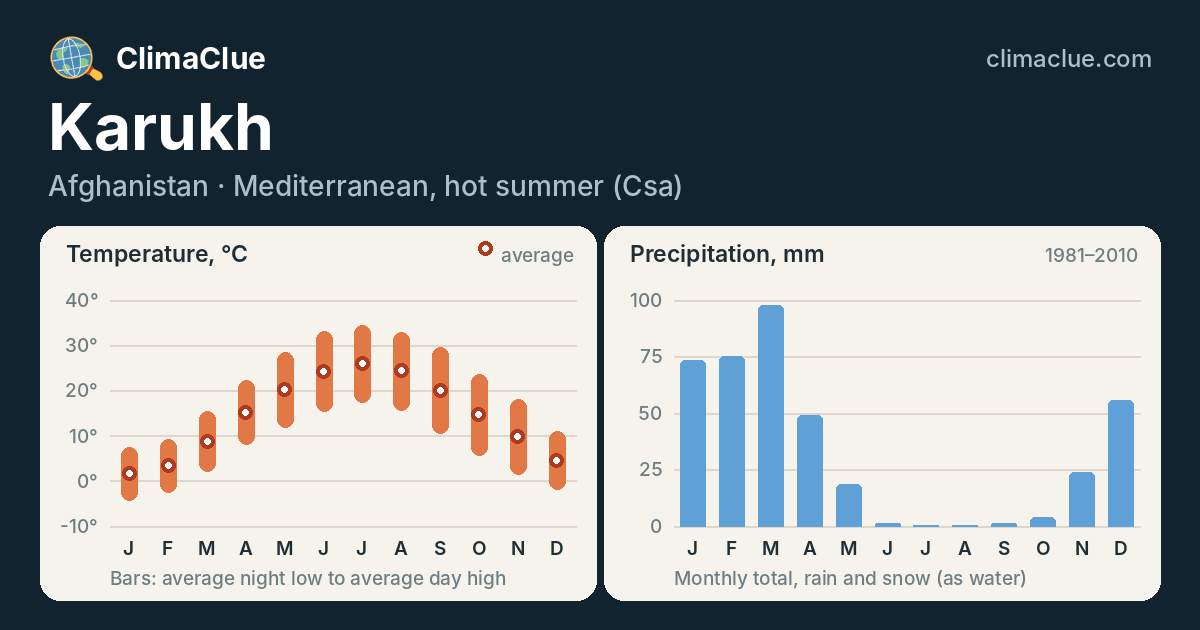 ClimaClue
climaclue.com
Karukh
Afghanistan · Mediterranean, hot summer (Csa)
Temperature, °C
average
40°
30°
20°
10°
0°
-10°
J F M A M J J A S O N D
Bars: average night low to average day high
Precipitation, mm
1981–2010
100
75
50
25
0
J F M A M J J A S O N D
Monthly total, rain and snow (as water)